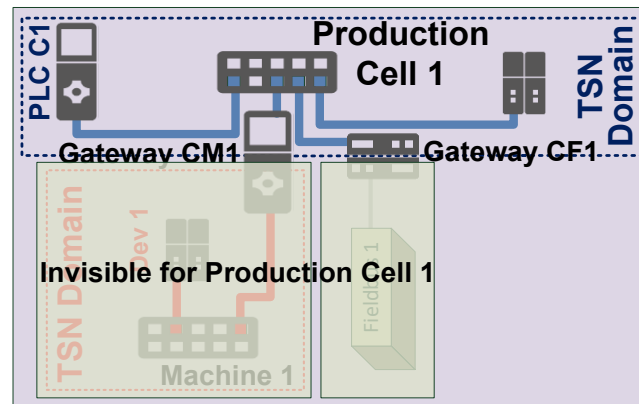 PLC C1
Production
Cell 1
TSN
Domain
Gateway CM1
Gateway CF1
TSN Domain
Dev 1
Invisible for Production Cell 1
Fieldbus 1
Machine 1